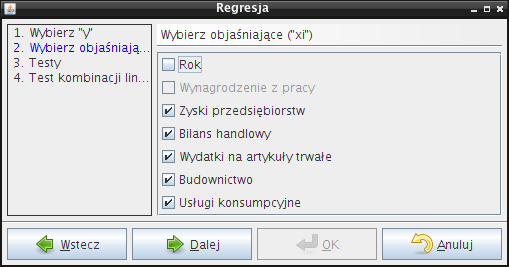 Regresja
1. Wybierz "y"
2. Wybierz objaśniają...
3. Testy
4. Test kombinacji lin...
Wybierz objaśniające ("xi")
Rok
Wynagrodzenie z pracy
Zyski przedsiębiorstw
Bilans handlowy
Wydatki na artykuły trwałe
Budownictwo
Usługi konsumpcyjne
Wstecz
Dalej
OK
Anuluj